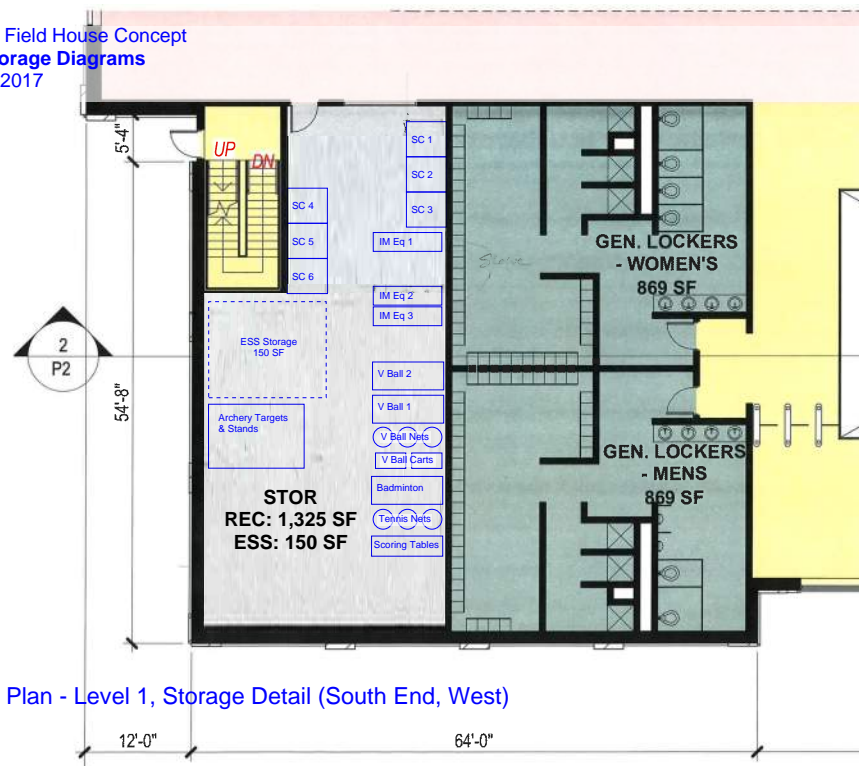 Field House Concept
orage Diagrams
2017
5'-4"
UP
DN
SC 1
SC 2
SC 3
SC 4
SC 5
SC 6
IM Eq 1
IM Eq 2
IM Eq 3
GEN. LOCKERS
- WOMEN'S
869 SF
2
P2
54'-8"
ESS Storage
150 SF
V Ball 2
V Ball 1
Archery Targets
& Stands
V Ball Nets
V Ball Carts
Badminton
Tennis Nets
Scoring Tables
STOR
REC: 1,325 SF
ESS: 150 SF
GEN. LOCKERS
- MENS
869 SF
Plan - Level 1, Storage Detail (South End, West)
12'-0"
64'-0"